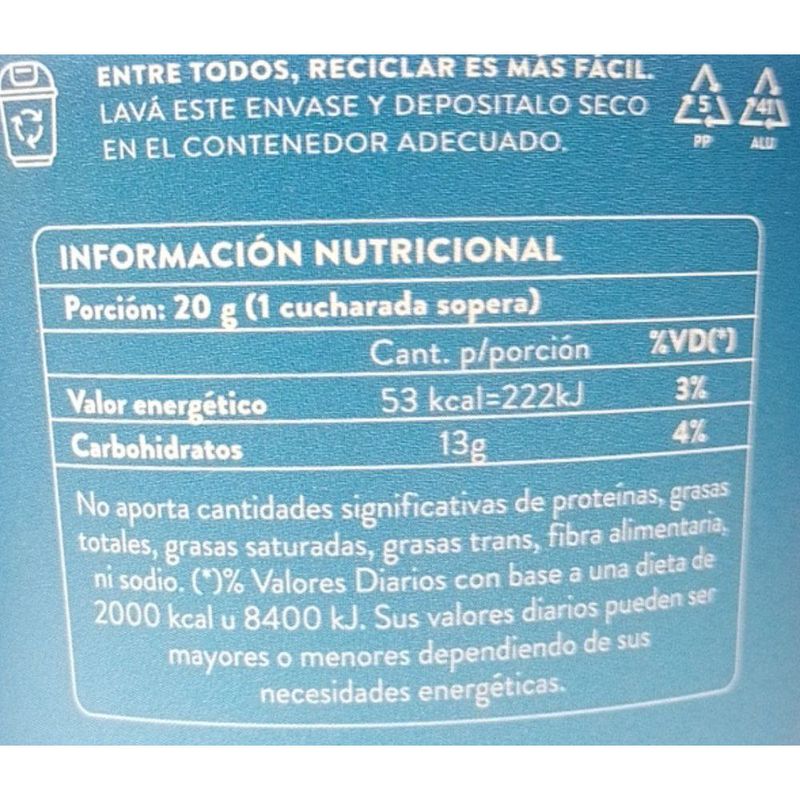 ENTRE TODOS, RECICLAR ES MÁS FÁCIL.
LAVÁ ESTE ENVASE Y DEPOSITALO SECO
EN EL CONTENEDOR ADECUADO.
5 41
PP ALU
INFORMACIÓN NUTRICIONAL
Porción: 20 g (1 cucharada sopera)
Cant. p/porción %VD(*)
Valor energético 53 kcal=222kJ 3%
Carbohidratos 13g 4%
No aporta cantidades significativas de proteínas, grasas
totales, grasas saturadas, grasas trans, fibra alimentaria,
ni sodio. (*)% Valores Diarios con base a una dieta de
2000 kcal u 8400 kJ. Sus valores diarios pueden ser
mayores o menores dependiendo de sus
necesidades energéticas.